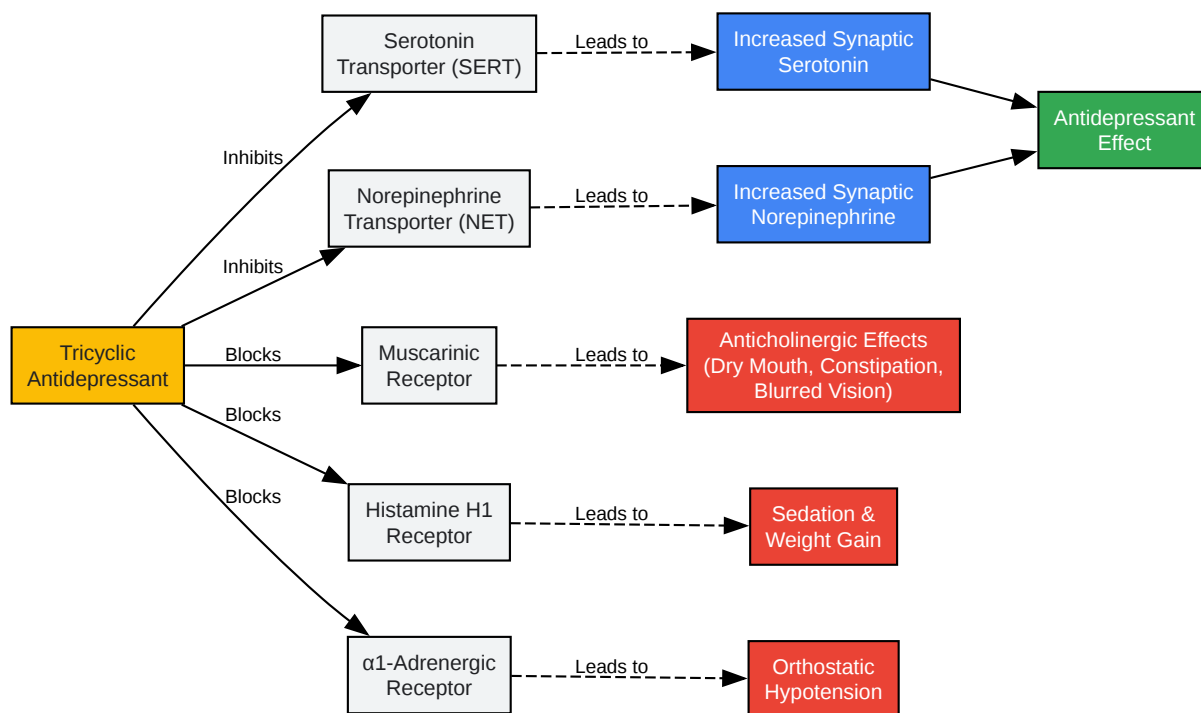 Serotonin
Transporter (SERT)
Leads to
Increased Synaptic
Serotonin
Antidepressant
Effect
Inhibits
Norepinephrine
Transporter (NET)
Leads to
Increased Synaptic
Norepinephrine
Inhibits
Tricyclic
Antidepressant
Blocks
Muscarinic
Receptor
Leads to
Anticholinergic Effects
(Dry Mouth, Constipation,
Blurred Vision)
Blocks
Histamine H1
Receptor
Leads to
Sedation &
Weight Gain
Blocks
α1-Adrenergic
Receptor
Leads to
Orthostatic
Hypotension